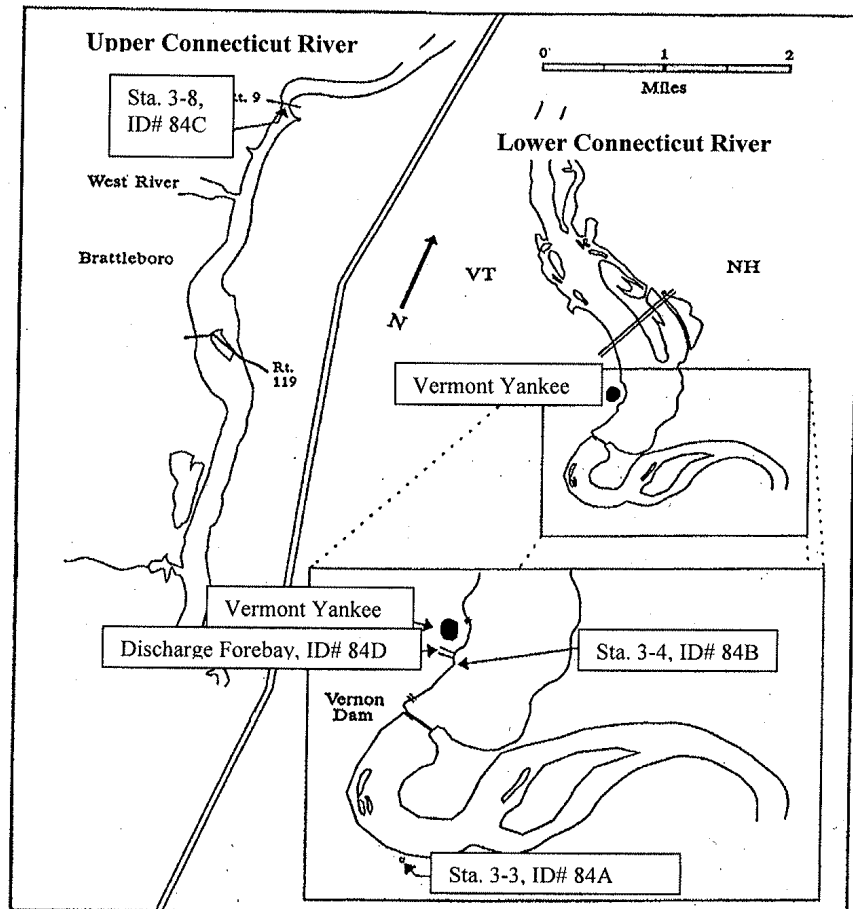 Upper Connecticut River
Sta. 3-8,
ID# 84C
t. 9
West River
Brattleboro
Rt.
119
0
1
2
Miles
Lower Connecticut River
N
VT
NH
Vermont Yankee
Vermont Yankee
Discharge Forebay, ID# 84D
Sta. 3-4, ID# 84B
Vernon
Dam
Sta. 3-3, ID# 84A